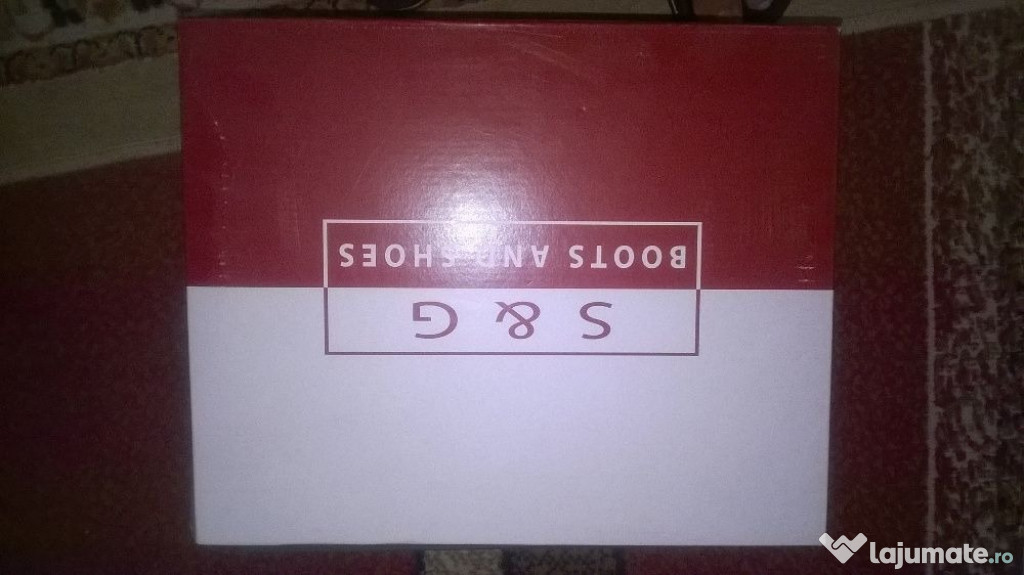 S & G
BOOTS AND SHOES
lajumate.ro